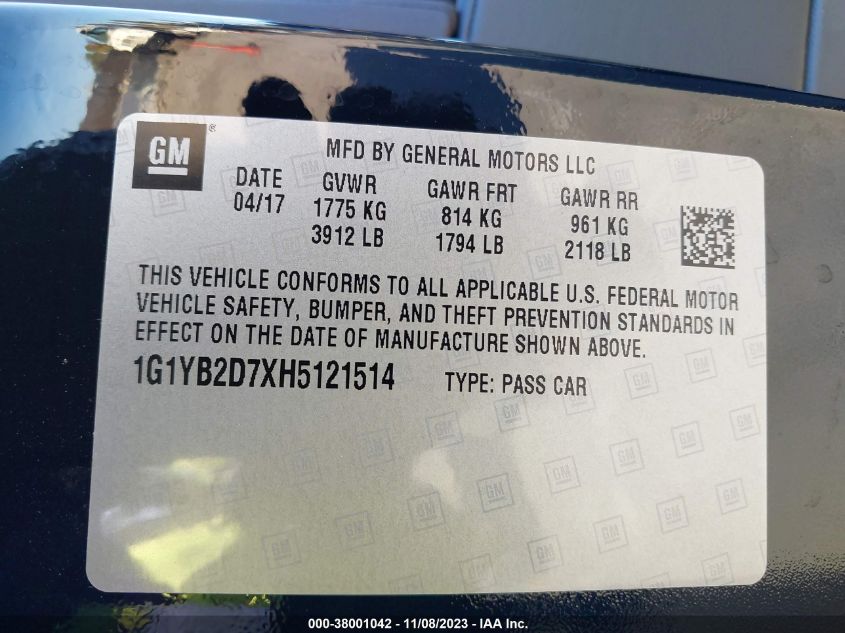 GM ®
MFD BY GENERAL MOTORS LLC
DATE GVWR GAWR FRT GAWR RR
04/17 1775 KG 814 KG 961 KG
3912 LB 1794 LB 2118 LB
THIS VEHICLE CONFORMS TO ALL APPLICABLE U.S. FEDERAL MOTOR
VEHICLE SAFETY, BUMPER, AND THEFT PREVENTION STANDARDS IN
EFFECT ON THE DATE OF MANUFACTURE SHOWN ABOVE.
1G1YB2D7XH5121514 TYPE: PASS CAR
000-38001042 - 11/08/2023 - IAA Inc.